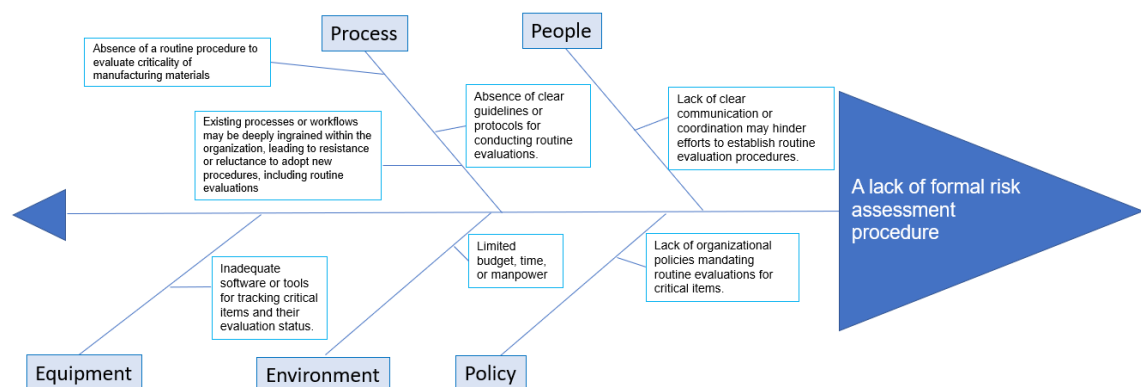 Process
People
Absence of a routine procedure to
evaluate criticality of
manufacturing materials
Existing processes or workflows
may be deeply ingrained within the
organization, leading to resistance
or reluctance to adopt new
procedures, including routine
evaluations
Absence of clear
guidelines or
protocols for
conducting routine
evaluations.
Lack of clear
communication or
coordination may hinder
efforts to establish routine
evaluation procedures.
A lack of formal risk
assessment
procedure
Inadequate
software or tools
for tracking critical
items and their
evaluation status.
Limited
budget, time,
or manpower
Lack of organizational
policies mandating
routine evaluations for
critical items.
Equipment
Environment
Policy